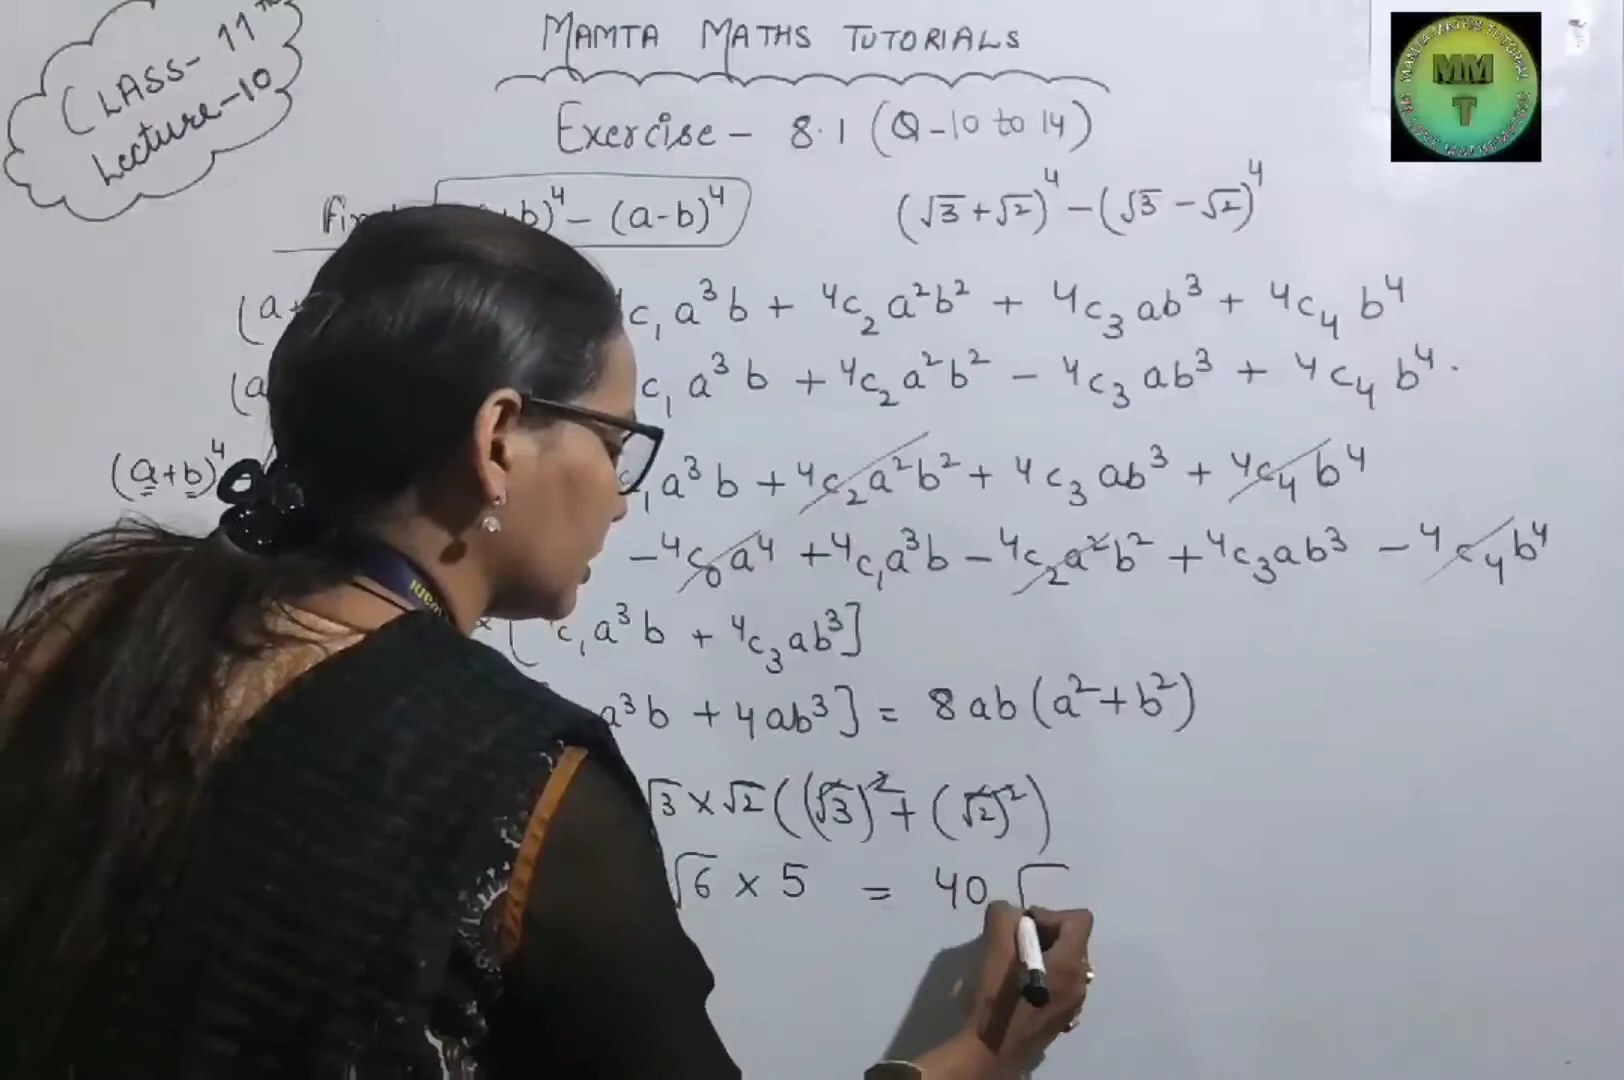 CLASS- 11TH
Lecture-10
MAMTA MATHS TUTORIALS
MM
T
Exercise - 8.1 (Q-10 to 14)
+b)⁴ - (a-b)⁴
(√3 +√2)⁴ - (√3 - √2)⁴
(a
c₁ a³b + ⁴c₂ a²b² + ⁴c₃ ab³ + ⁴c₄ b⁴
(a
c₁ a³ b + ⁴c₂ a²b² - ⁴c₃ ab³ + ⁴c₄ b⁴.
(a+b)⁴
c₁ a³ b + ⁴c₂ a²b² + ⁴c₃ ab³ + ⁴c₄ b⁴
- ⁴c₀ a⁴ + ⁴c₁ a³b - ⁴c₂ a²b² + ⁴c₃ ab³ - ⁴c₄ b⁴
[ c₁ a³b + ⁴c₃ ab³]
a³b + 4ab³] = 8ab (a²+b²)
√3 × √2 ((√3)² + (√2)²)
√6 × 5 = 40 √